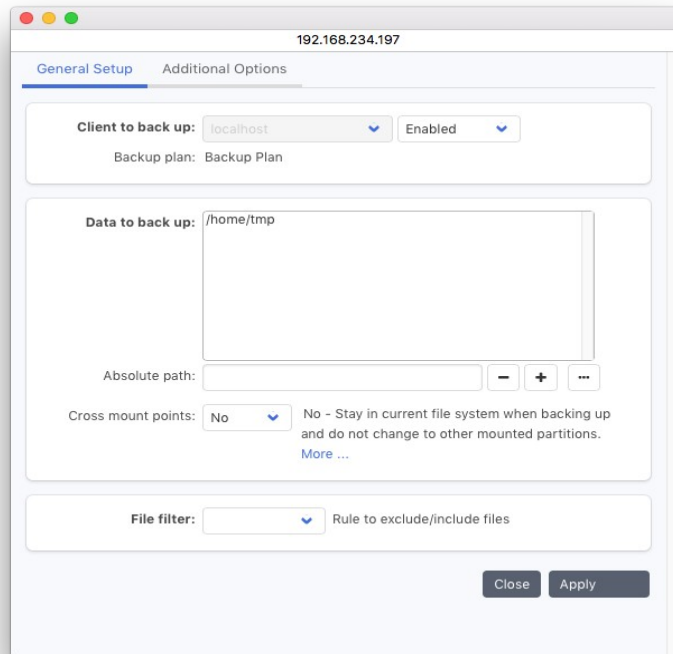 192.168.234.197
General Setup Additional Options
Client to back up: localhost Enabled
Backup plan: Backup Plan
Data to back up: /home/tmp
Absolute path: − + ...
Cross mount points: No No - Stay in current file system when backing up
and do not change to other mounted partitions.
More ...
File filter: Rule to exclude/include files
Close Apply